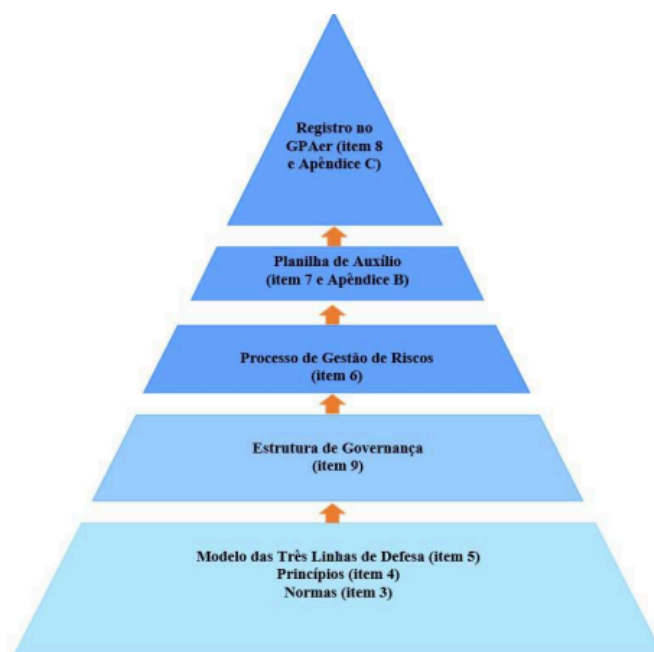 Registro no
GPAer (item 8
e Apêndice C)
Planilha de Auxílio
(item 7 e Apêndice B)
Processo de Gestão de Riscos
(item 6)
Estrutura de Governança
(item 9)
Modelo das Três Linhas de Defesa (item 5)
Princípios (item 4)
Normas (item 3)